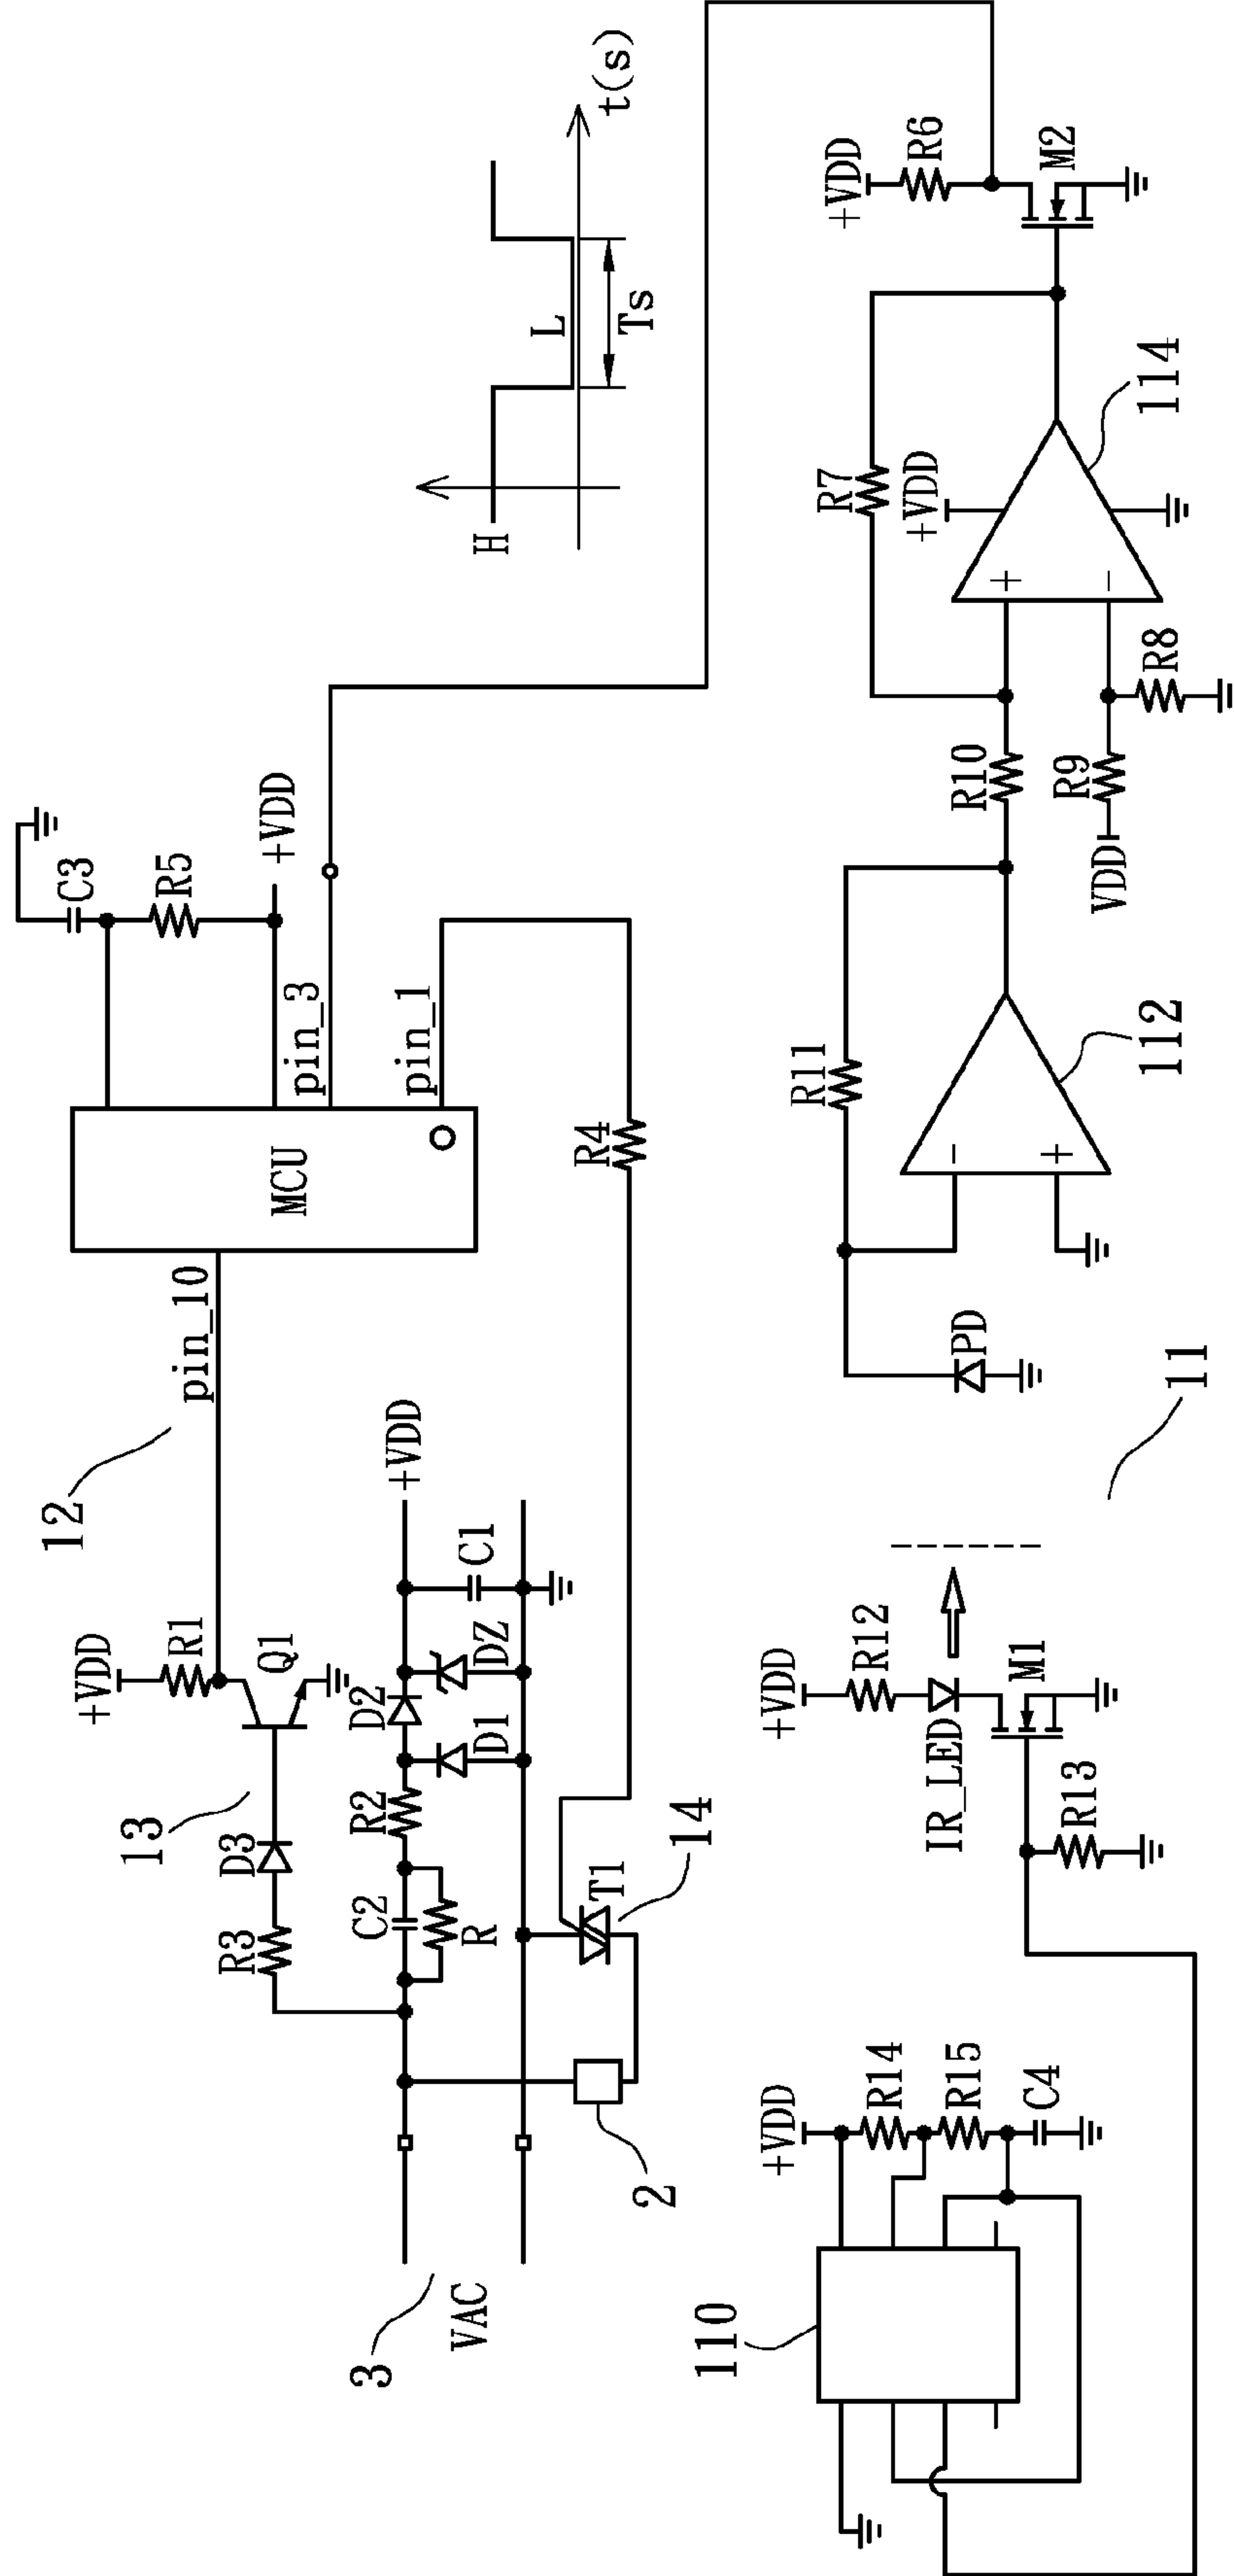 12
13
+VDD
R1
Q1
pin_10
MCU
C3
R5
+VDD
pin_3
pin_1
R3
D3
C2
R
R2
D2
D1
DZ
C1
+VDD
3
VAC
2
T1
14
R4
H
L
Ts
t(s)
110
+VDD
R14
R15
C4
+VDD
R12
IR_LED
M1
R13
11
PD
R11
-
+
112
R10
R9
VDD
R8
R7
+VDD
+
-
114
+VDD
R6
M2